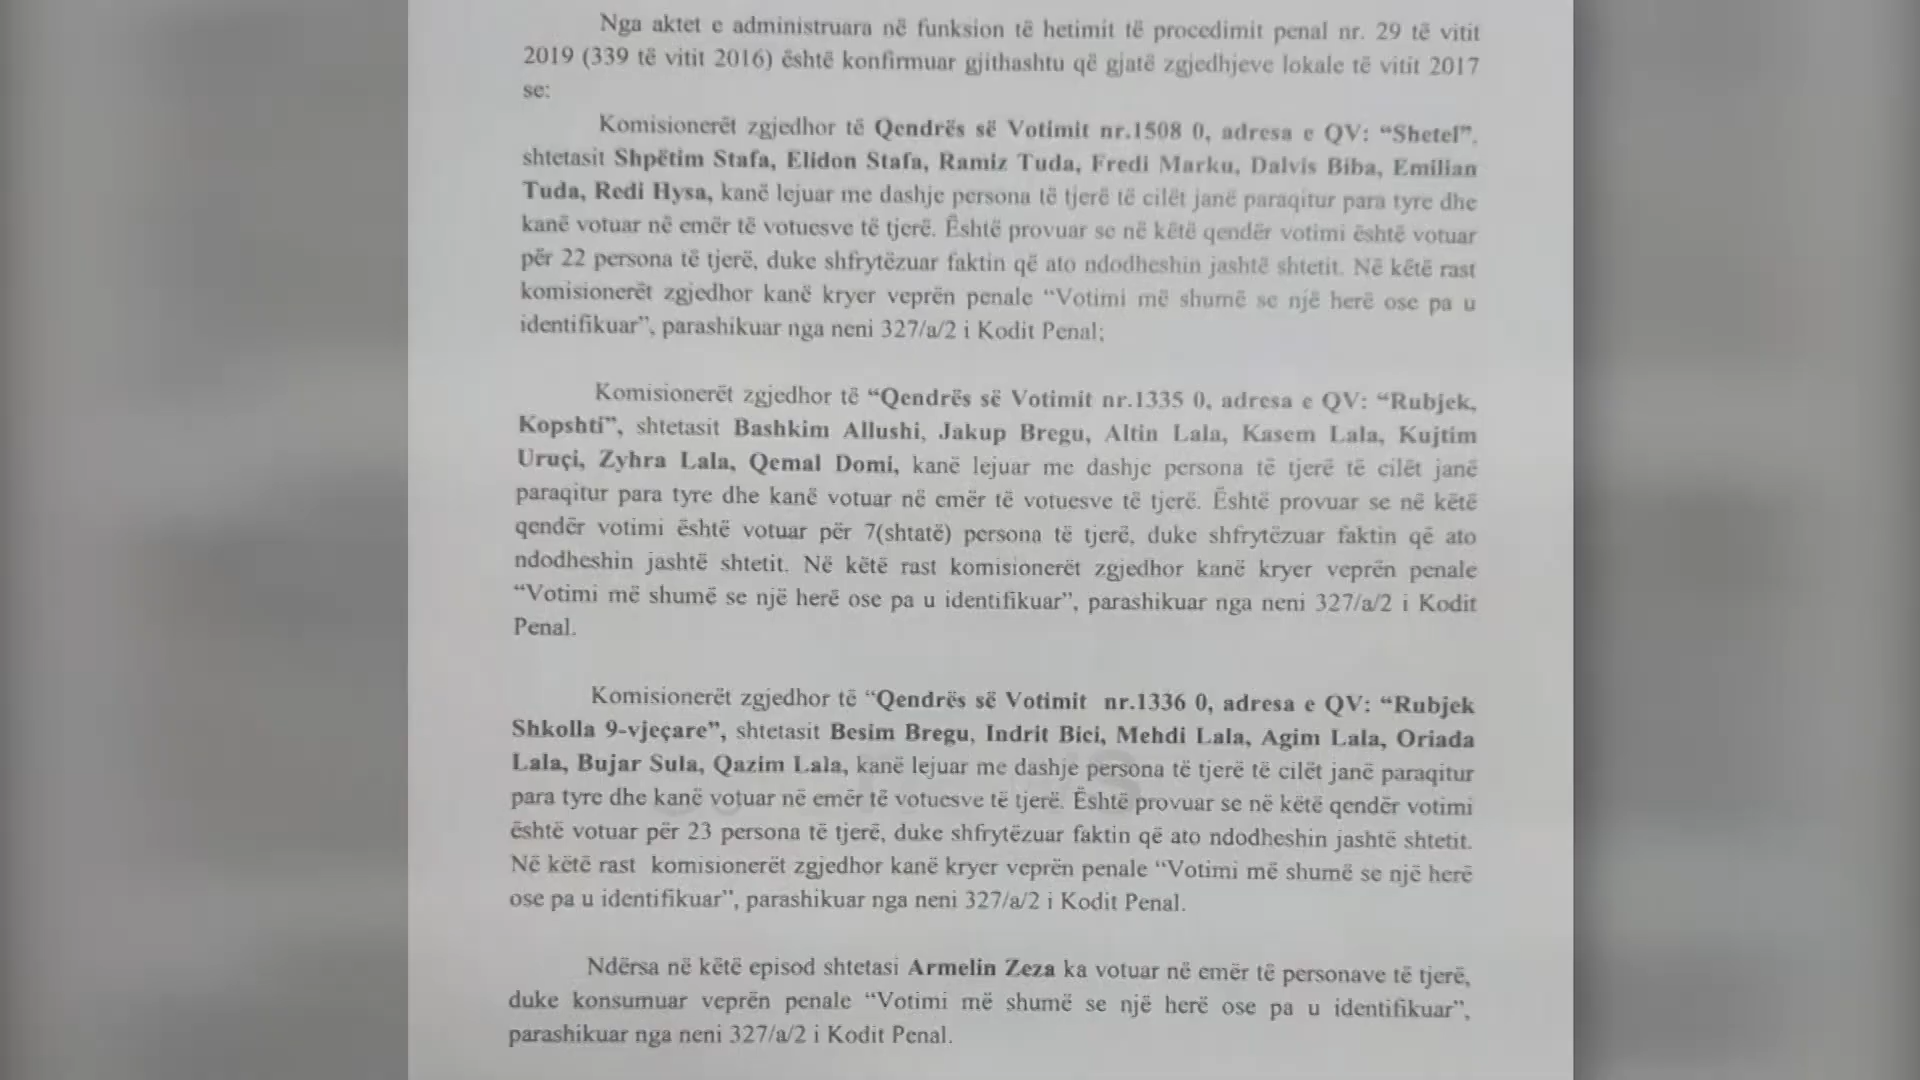 Nga aktet e administruara në funksion të hetimit të procedimit penal nr. 29 të vitit
2019 (339 të vitit 2016) është konfirmuar gjithashtu që gjatë zgjedhjeve lokale të vitit 2017
se:
Komisionerët zgjedhor të Qendrës së Votimit nr.1508 0, adresa e QV: “Shetel”,
shtetasit Shpëtim Stafa, Elidon Stafa, Ramiz Tuda, Fredi Marku, Dalvis Biba, Emilian
Tuda, Redi Hysa, kanë lejuar me dashje persona të tjerë të cilët janë paraqitur para tyre dhe
kanë votuar në emër të votuesve të tjerë. Është provuar se në këtë qendër votimi është votuar
për 22 persona të tjerë, duke shfrytëzuar faktin që ato ndodheshin jashtë shtetit. Në këtë rast
komisionerët zgjedhor kanë kryer veprën penale “Votimi më shumë se një herë ose pa u
identifikuar”, parashikuar nga neni 327/a/2 i Kodit Penal;
Komisionerët zgjedhor të “Qendrës së Votimit nr.1335 0, adresa e QV: “Rubjek,
Kopshti”, shtetasit Bashkim Allushi, Jakup Bregu, Altin Lala, Kasem Lala, Kujtim
Uruçi, Zyhra Lala, Qemal Domi, kanë lejuar me dashje persona të tjerë të cilët janë
paraqitur para tyre dhe kanë votuar në emër të votuesve të tjerë. Është provuar se në këtë
qendër votimi është votuar për 7(shtatë) persona të tjerë, duke shfrytëzuar faktin që ato
ndodheshin jashtë shtetit. Në këtë rast komisionerët zgjedhor kanë kryer veprën penale
“Votimi më shumë se një herë ose pa u identifikuar”, parashikuar nga neni 327/a/2 i Kodit
Penal.
Komisionerët zgjedhor të “Qendrës së Votimit nr.1336 0, adresa e QV: “Rubjek
Shkolla 9-vjeçare”, shtetasit Besim Bregu, Indrit Bici, Mehdi Lala, Agim Lala, Oriada
Lala, Bujar Sula, Qazim Lala, kanë lejuar me dashje persona të tjerë të cilët janë paraqitur
para tyre dhe kanë votuar në emër të votuesve të tjerë. Është provuar se në këtë qendër votimi
është votuar për 23 persona të tjerë, duke shfrytëzuar faktin që ato ndodheshin jashtë shtetit.
Në këtë rast komisionerët zgjedhor kanë kryer veprën penale “Votimi më shumë se një herë
ose pa u identifikuar”, parashikuar nga neni 327/a/2 i Kodit Penal.
Ndërsa në këtë episod shtetasi Armelin Zeza ka votuar në emër të personave të tjerë,
duke konsumuar veprën penale “Votimi më shumë se një herë ose pa u identifikuar”,
parashikuar nga neni 327/a/2 i Kodit Penal.